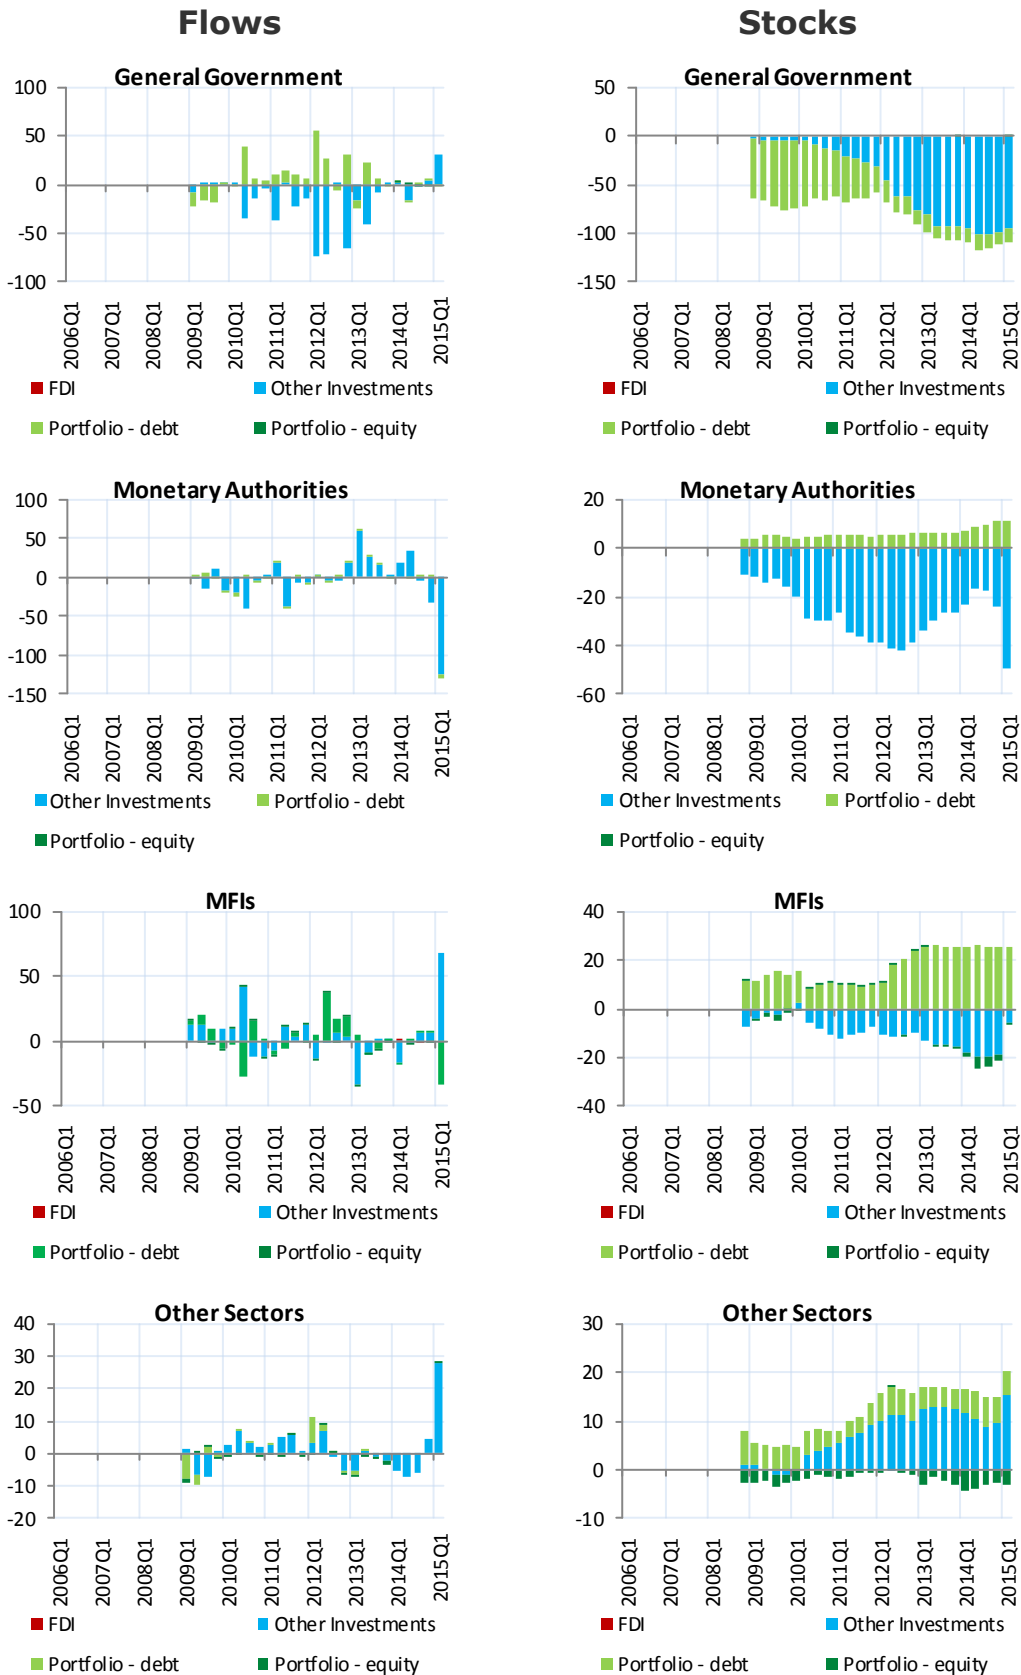 Flows
Stocks
General Government
100
50
0
-50
-100
2006Q1
2007Q1
2008Q1
2009Q1
2010Q1
2011Q1
2012Q1
2013Q1
2014Q1
2015Q1
FDI
Other Investments
Portfolio - debt
Portfolio - equity
General Government
50
0
-50
-100
-150
2006Q1
2007Q1
2008Q1
2009Q1
2010Q1
2011Q1
2012Q1
2013Q1
2014Q1
2015Q1
FDI
Other Investments
Portfolio - debt
Portfolio - equity
Monetary Authorities
100
50
0
-50
-100
-150
2006Q1
2007Q1
2008Q1
2009Q1
2010Q1
2011Q1
2012Q1
2013Q1
2014Q1
2015Q1
Other Investments
Portfolio - debt
Portfolio - equity
Monetary Authorities
20
0
-20
-40
-60
2006Q1
2007Q1
2008Q1
2009Q1
2010Q1
2011Q1
2012Q1
2013Q1
2014Q1
2015Q1
Other Investments
Portfolio - debt
Portfolio - equity
MFIs
100
50
0
-50
2006Q1
2007Q1
2008Q1
2009Q1
2010Q1
2011Q1
2012Q1
2013Q1
2014Q1
2015Q1
FDI
Other Investments
Portfolio - debt
Portfolio - equity
MFIs
40
20
0
-20
-40
2006Q1
2007Q1
2008Q1
2009Q1
2010Q1
2011Q1
2012Q1
2013Q1
2014Q1
2015Q1
FDI
Other Investments
Portfolio - debt
Portfolio - equity
Other Sectors
40
30
20
10
0
-10
-20
2006Q1
2007Q1
2008Q1
2009Q1
2010Q1
2011Q1
2012Q1
2013Q1
2014Q1
2015Q1
FDI
Other Investments
Portfolio - debt
Portfolio - equity
Other Sectors
30
20
10
0
-10
2006Q1
2007Q1
2008Q1
2009Q1
2010Q1
2011Q1
2012Q1
2013Q1
2014Q1
2015Q1
FDI
Other Investments
Portfolio - debt
Portfolio - equity